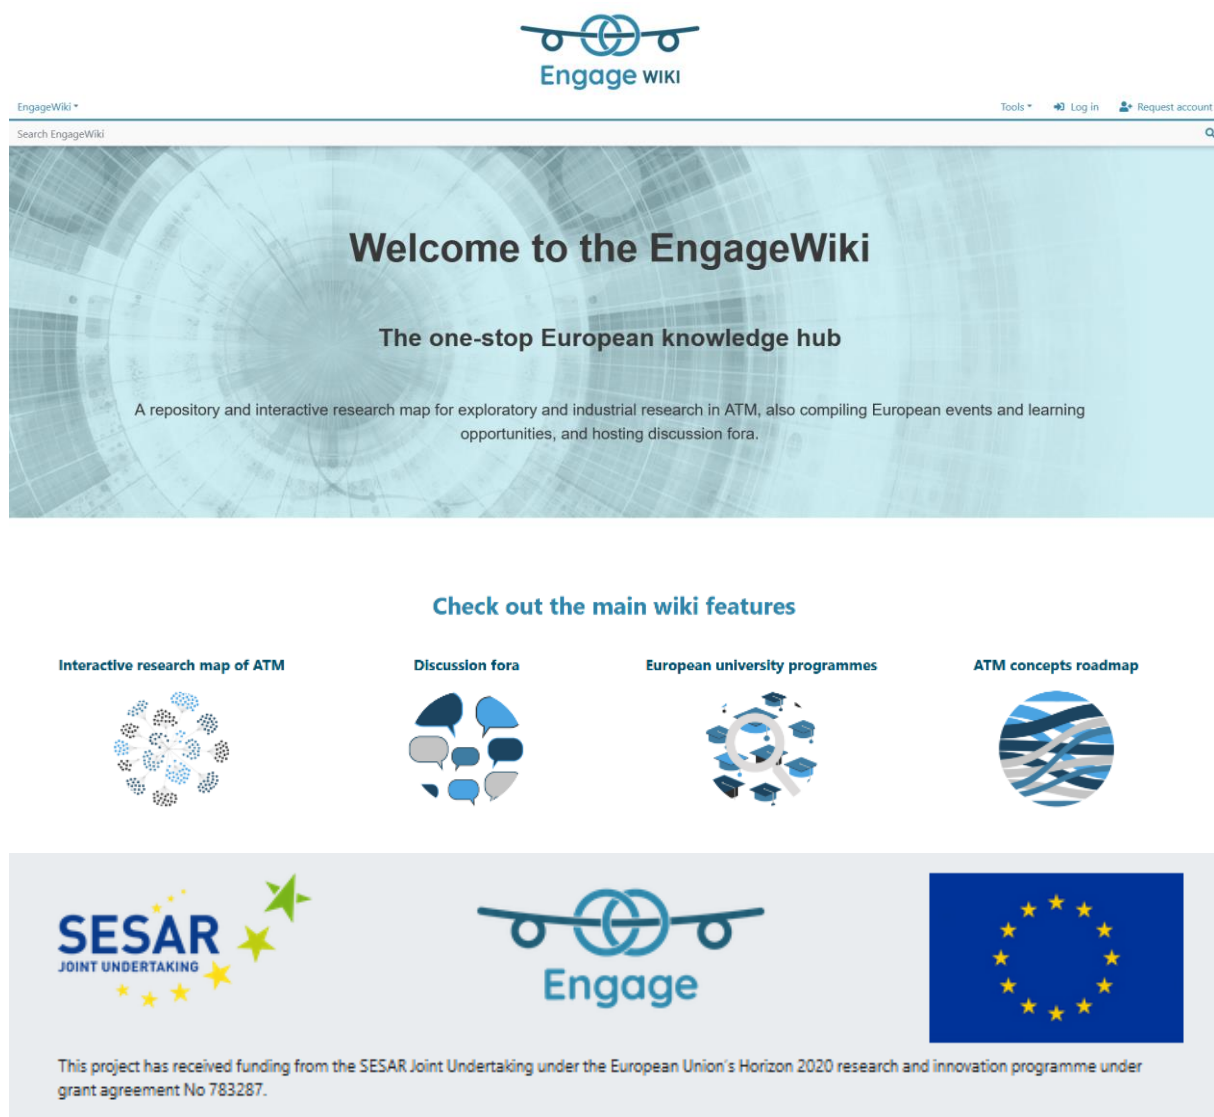 Engage WIKI
EngageWiki
Tools
Log in
Request account
Search EngageWiki
Welcome to the EngageWiki
The one-stop European knowledge hub
A repository and interactive research map for exploratory and industrial research in ATM, also compiling European events and learning
opportunities, and hosting discussion fora.
Check out the main wiki features
Interactive research map of ATM
Discussion fora
European university programmes
ATM concepts roadmap
SESAR
JOINT UNDERTAKING
Engage
This project has received funding from the SESAR Joint Undertaking under the European Union's Horizon 2020 research and innovation programme under
grant agreement No 783287.